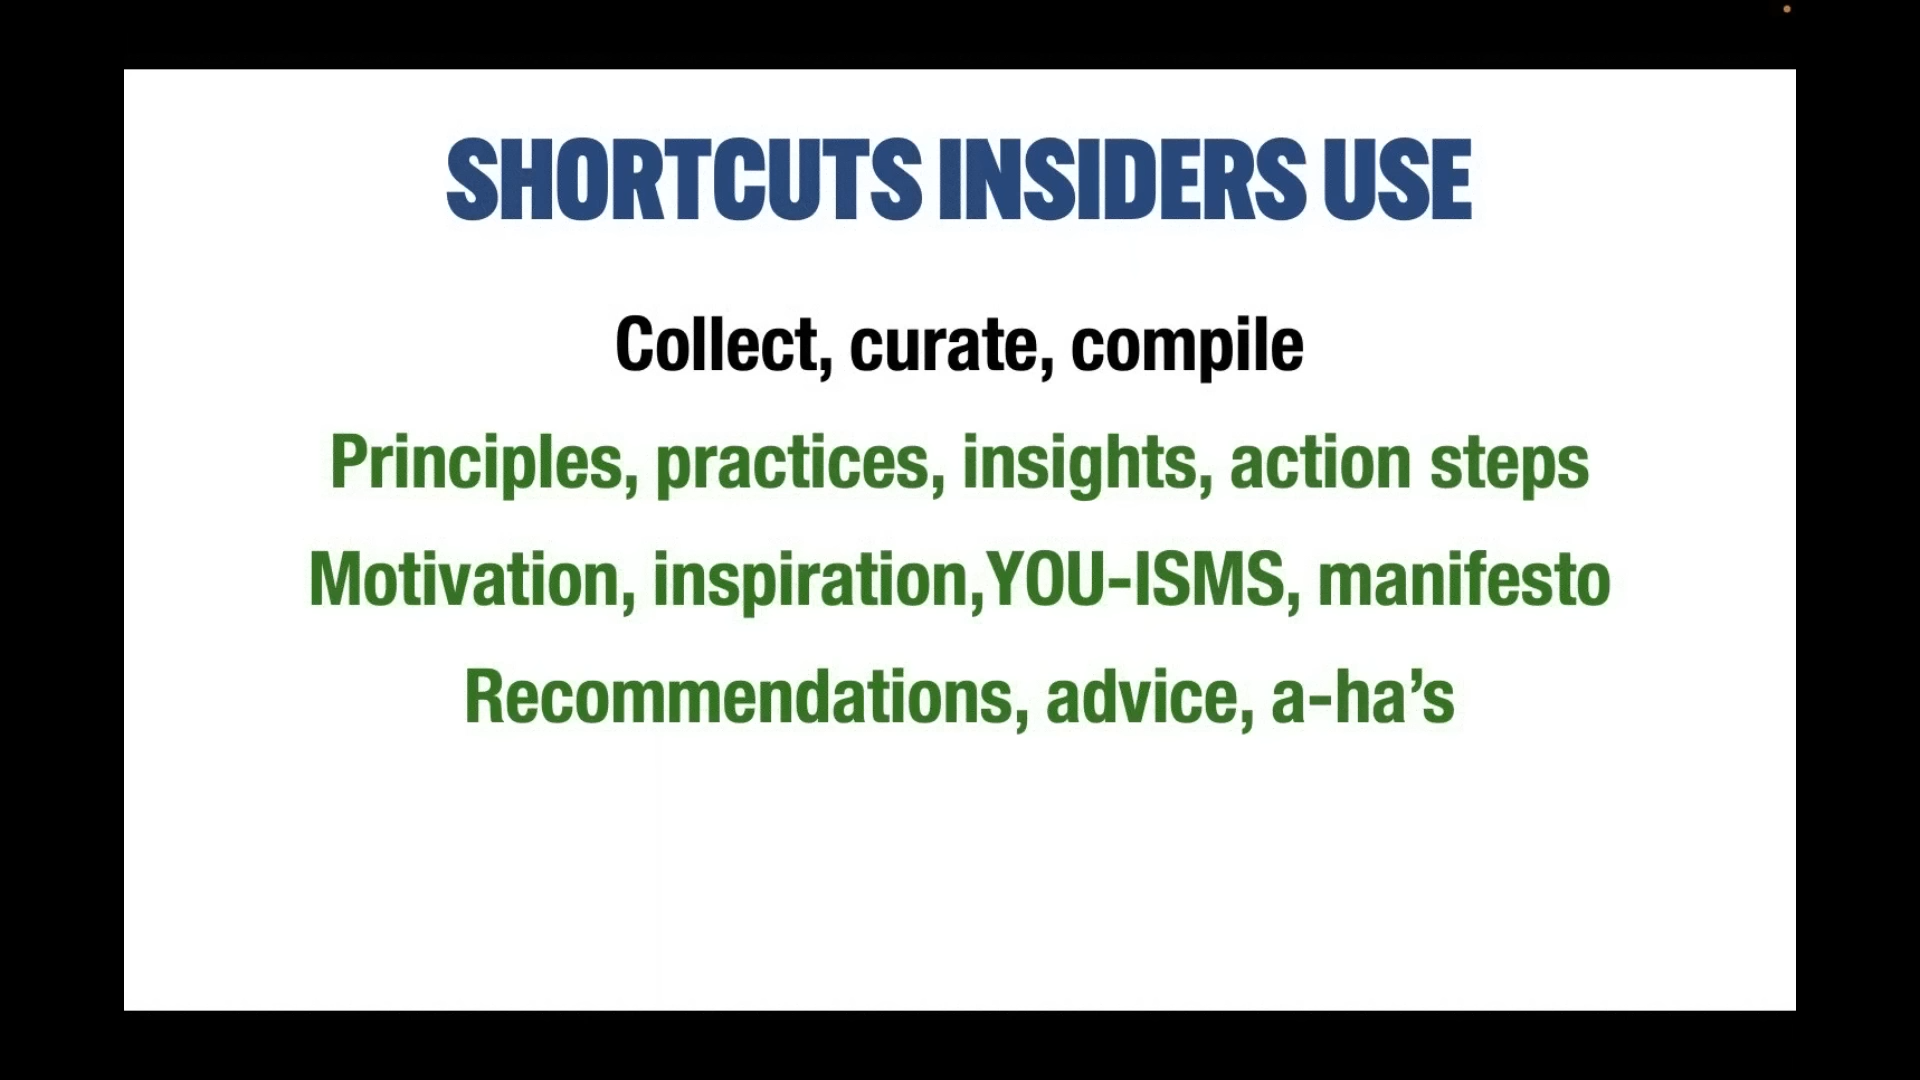 SHORTCUTS INSIDERS USE
Collect, curate, compile
Principles, practices, insights, action steps
Motivation, inspiration,YOU-ISMS, manifesto
Recommendations, advice, a-ha’s